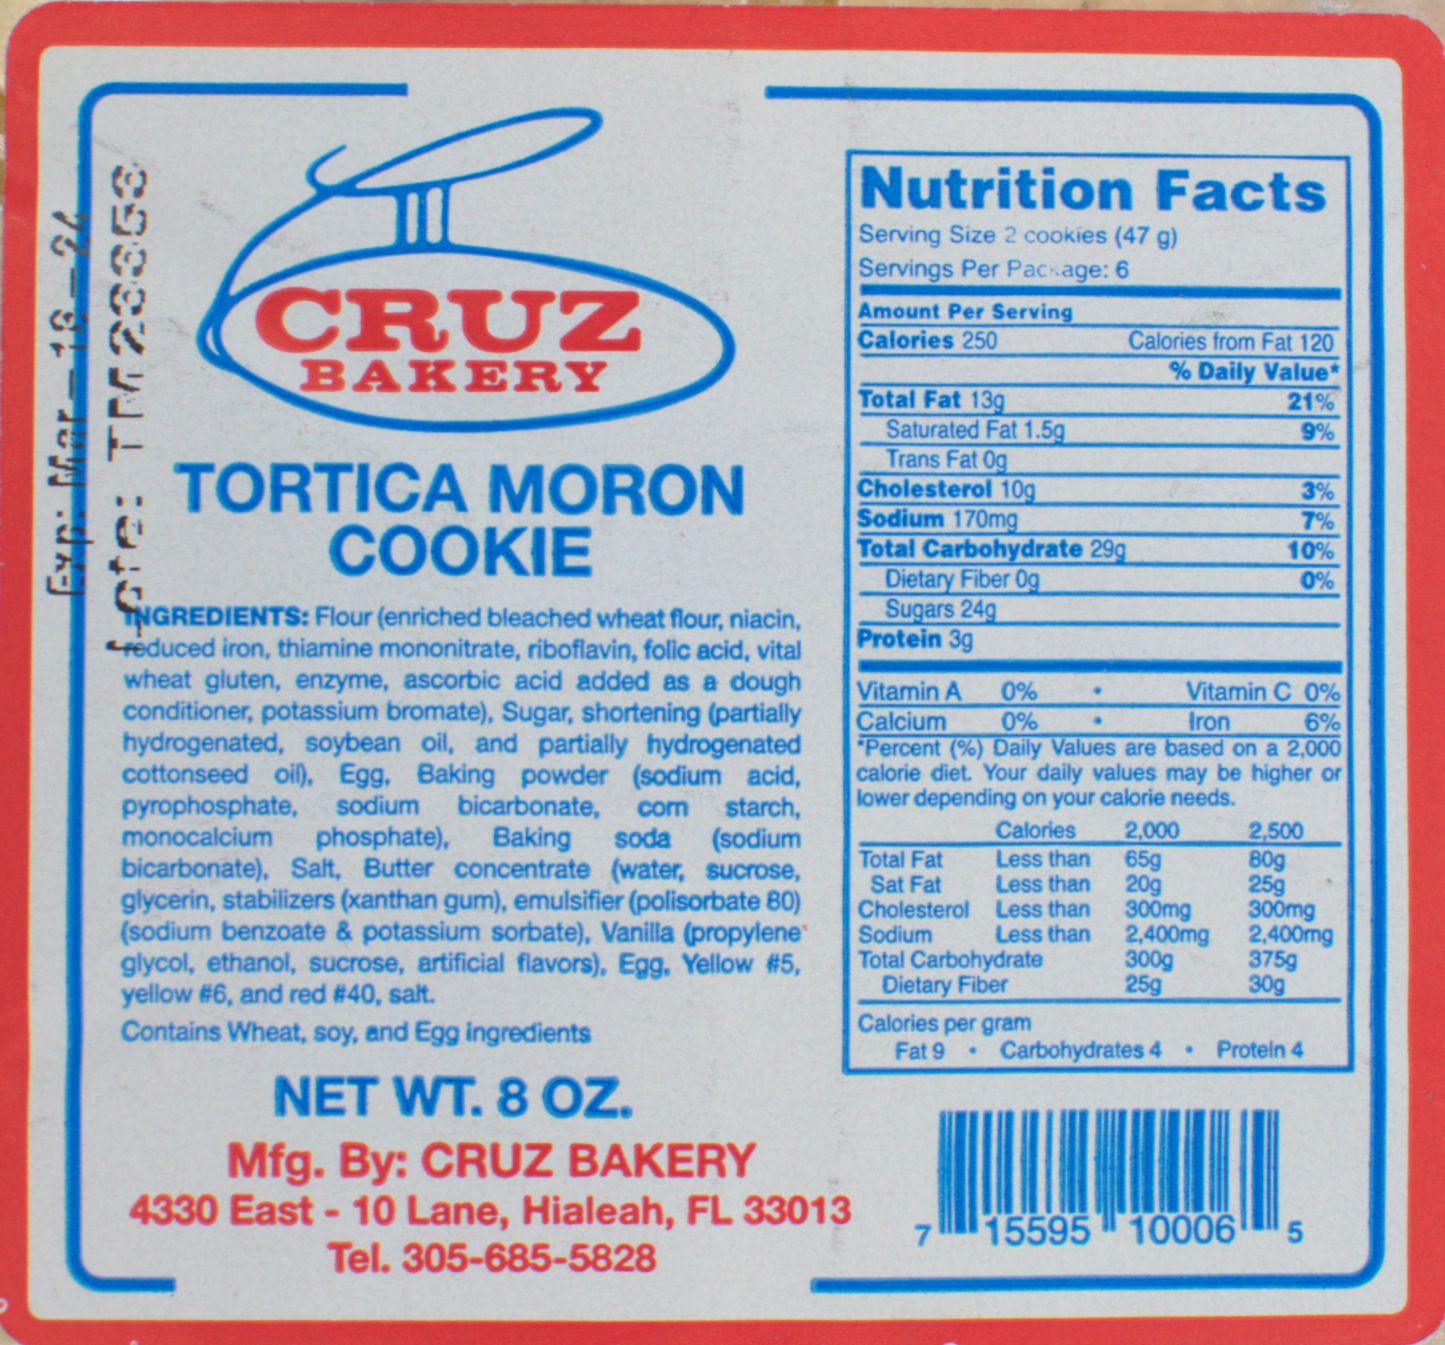 Exp: Mar-18-24
Lote: TM28353
CRUZ
BAKERY
TORTICA MORON
COOKIE
INGREDIENTS: Flour (enriched bleached wheat flour, niacin,
reduced iron, thiamine mononitrate, riboflavin, folic acid, vital
wheat gluten, enzyme, ascorbic acid added as a dough
conditioner, potassium bromate), Sugar, shortening (partially
hydrogenated, soybean oil, and partially hydrogenated
cottonseed oil), Egg, Baking powder (sodium acid,
pyrophosphate, sodium bicarbonate, corn starch,
monocalcium phosphate), Baking soda (sodium
bicarbonate), Salt, Butter concentrate (water, sucrose,
glycerin, stabilizers (xanthan gum), emulsifier (polisorbate 80)
(sodium benzoate & potassium sorbate), Vanilla (propylene
glycol, ethanol, sucrose, artificial flavors), Egg, Yellow #5,
yellow #6, and red #40, salt.
Contains Wheat, soy, and Egg ingredients
NET WT. 8 OZ.
Mfg. By: CRUZ BAKERY
4330 East - 10 Lane, Hialeah, FL 33013
Tel. 305-685-5828
Nutrition Facts
Serving Size 2 cookies (47 g)
Servings Per Package: 6
Amount Per Serving
Calories 250 Calories from Fat 120
% Daily Value*
Total Fat 13g 21%
Saturated Fat 1.5g 9%
Trans Fat 0g
Cholesterol 10g 3%
Sodium 170mg 7%
Total Carbohydrate 29g 10%
Dietary Fiber 0g 0%
Sugars 24g
Protein 3g
Vitamin A 0% • Vitamin C 0%
Calcium 0% • Iron 6%
*Percent (%) Daily Values are based on a 2,000
calorie diet. Your daily values may be higher or
lower depending on your calorie needs.
Calories 2,000 2,500
Total Fat Less than 65g 80g
Sat Fat Less than 20g 25g
Cholesterol Less than 300mg 300mg
Sodium Less than 2,400mg 2,400mg
Total Carbohydrate 300g 375g
Dietary Fiber 25g 30g
Calories per gram
Fat 9 • Carbohydrates 4 • Protein 4
7 15595 10006 5